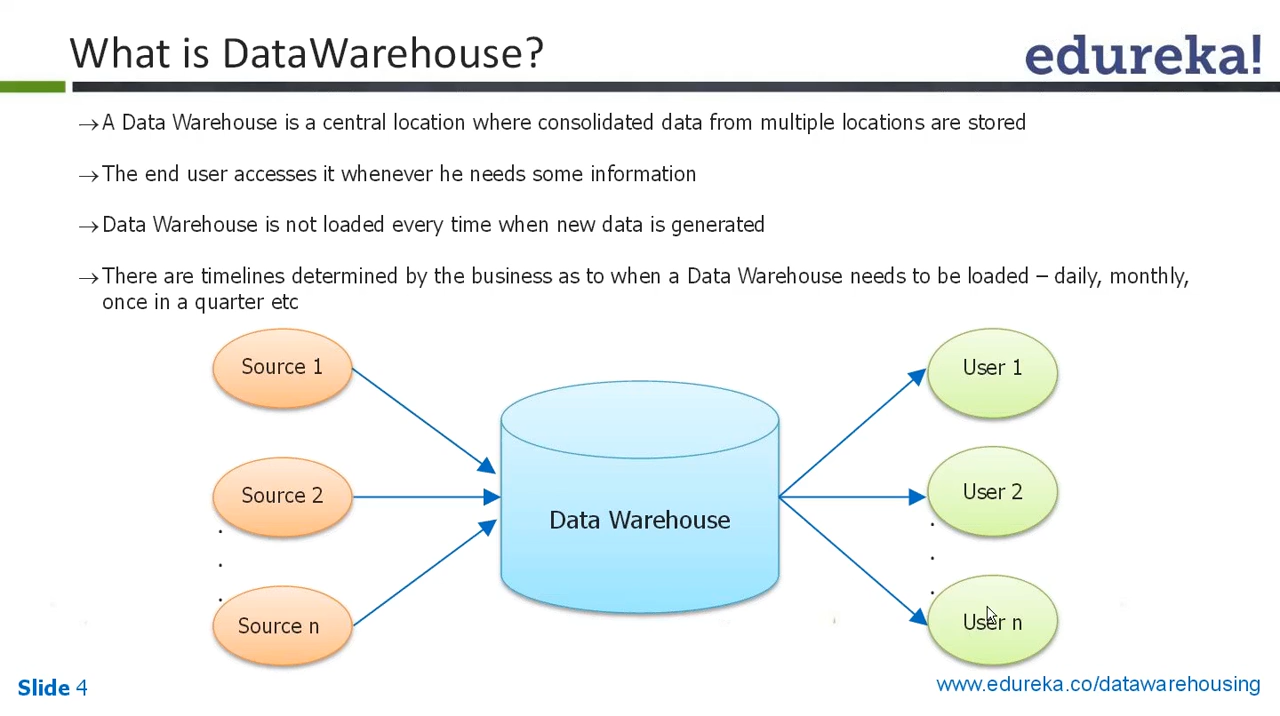 What is DataWarehouse?
edureka!
→A Data Warehouse is a central location where consolidated data from multiple locations are stored
→The end user accesses it whenever he needs some information
→Data Warehouse is not loaded every time when new data is generated
→There are timelines determined by the business as to when a Data Warehouse needs to be loaded – daily, monthly,
once in a quarter etc
Source 1
User 1
Source 2
User 2
Data Warehouse
Source n
User n
Slide 4
www.edureka.co/datawarehousing